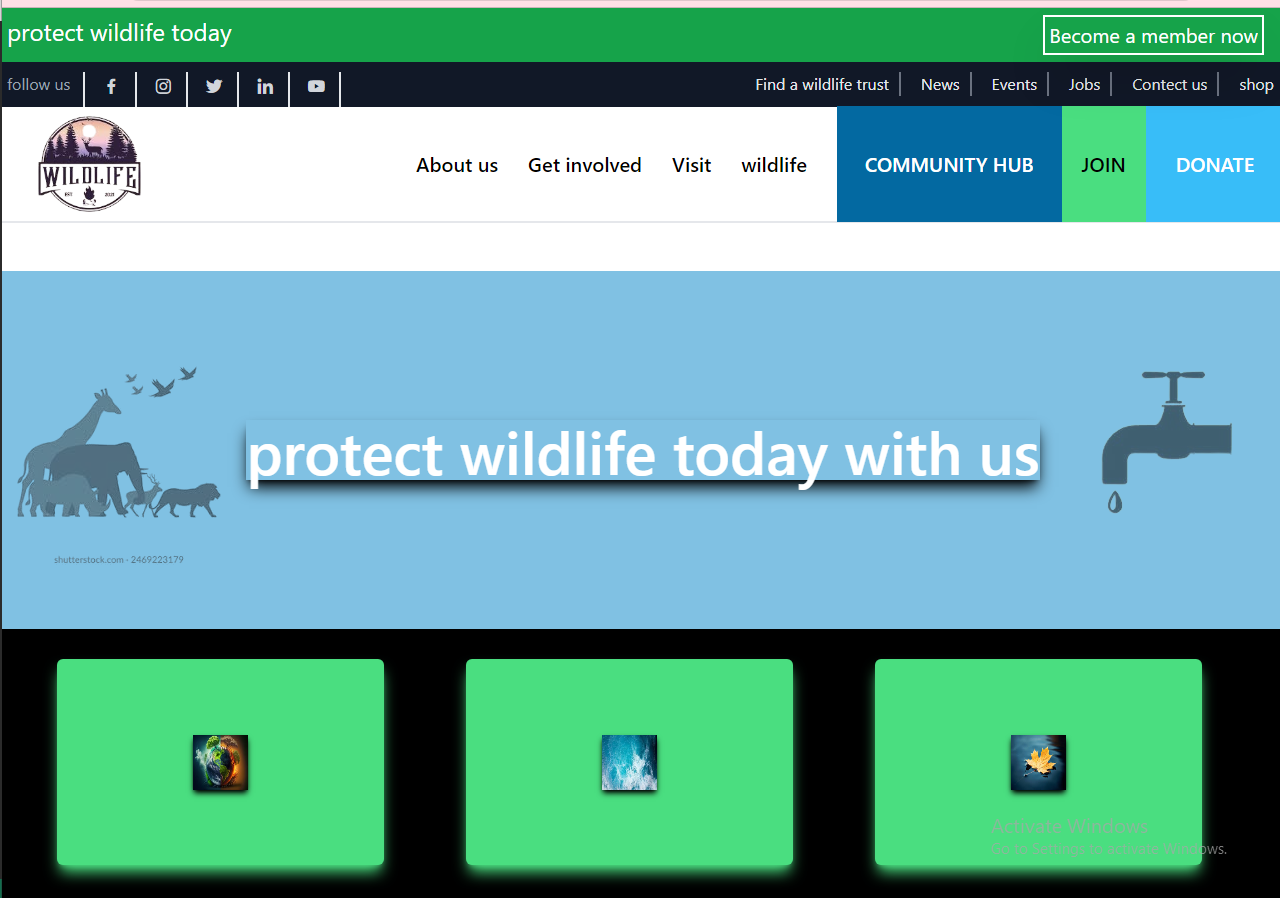 protect wildlife today
Become a member now
follow us
Find a wildlife trust
News
Events
Jobs
Contect us
shop
WILDLIFE
EST
2021
About us
Get involved
Visit
wildlife
COMMUNITY HUB
JOIN
DONATE
protect wildlife today with us
shutterstock.com · 2469223179
Activate Windows
Go to Settings to activate Windows.